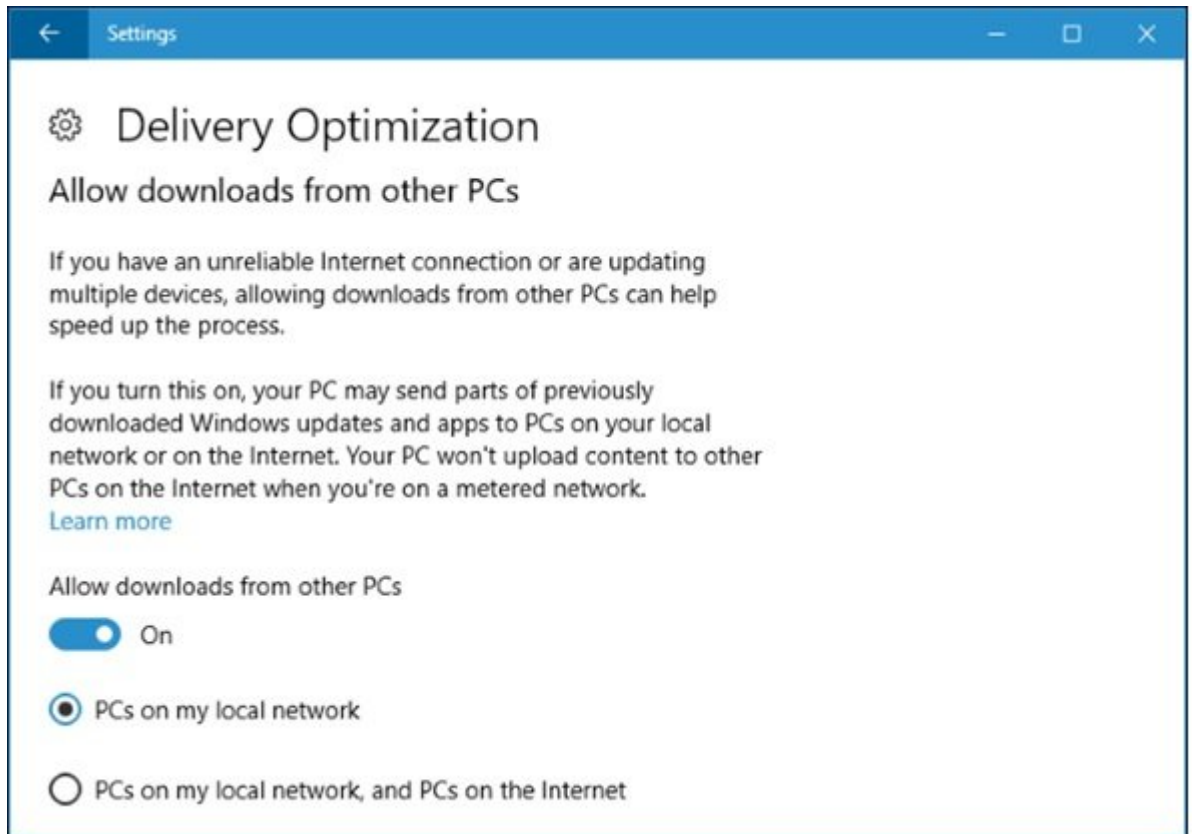 Settings
Delivery Optimization
Allow downloads from other PCs
If you have an unreliable Internet connection or are updating
multiple devices, allowing downloads from other PCs can help
speed up the process.
If you turn this on, your PC may send parts of previously
downloaded Windows updates and apps to PCs on your local
network or on the Internet. Your PC won't upload content to other
PCs on the Internet when you're on a metered network.
Learn more
Allow downloads from other PCs
On
PCs on my local network
PCs on my local network, and PCs on the Internet